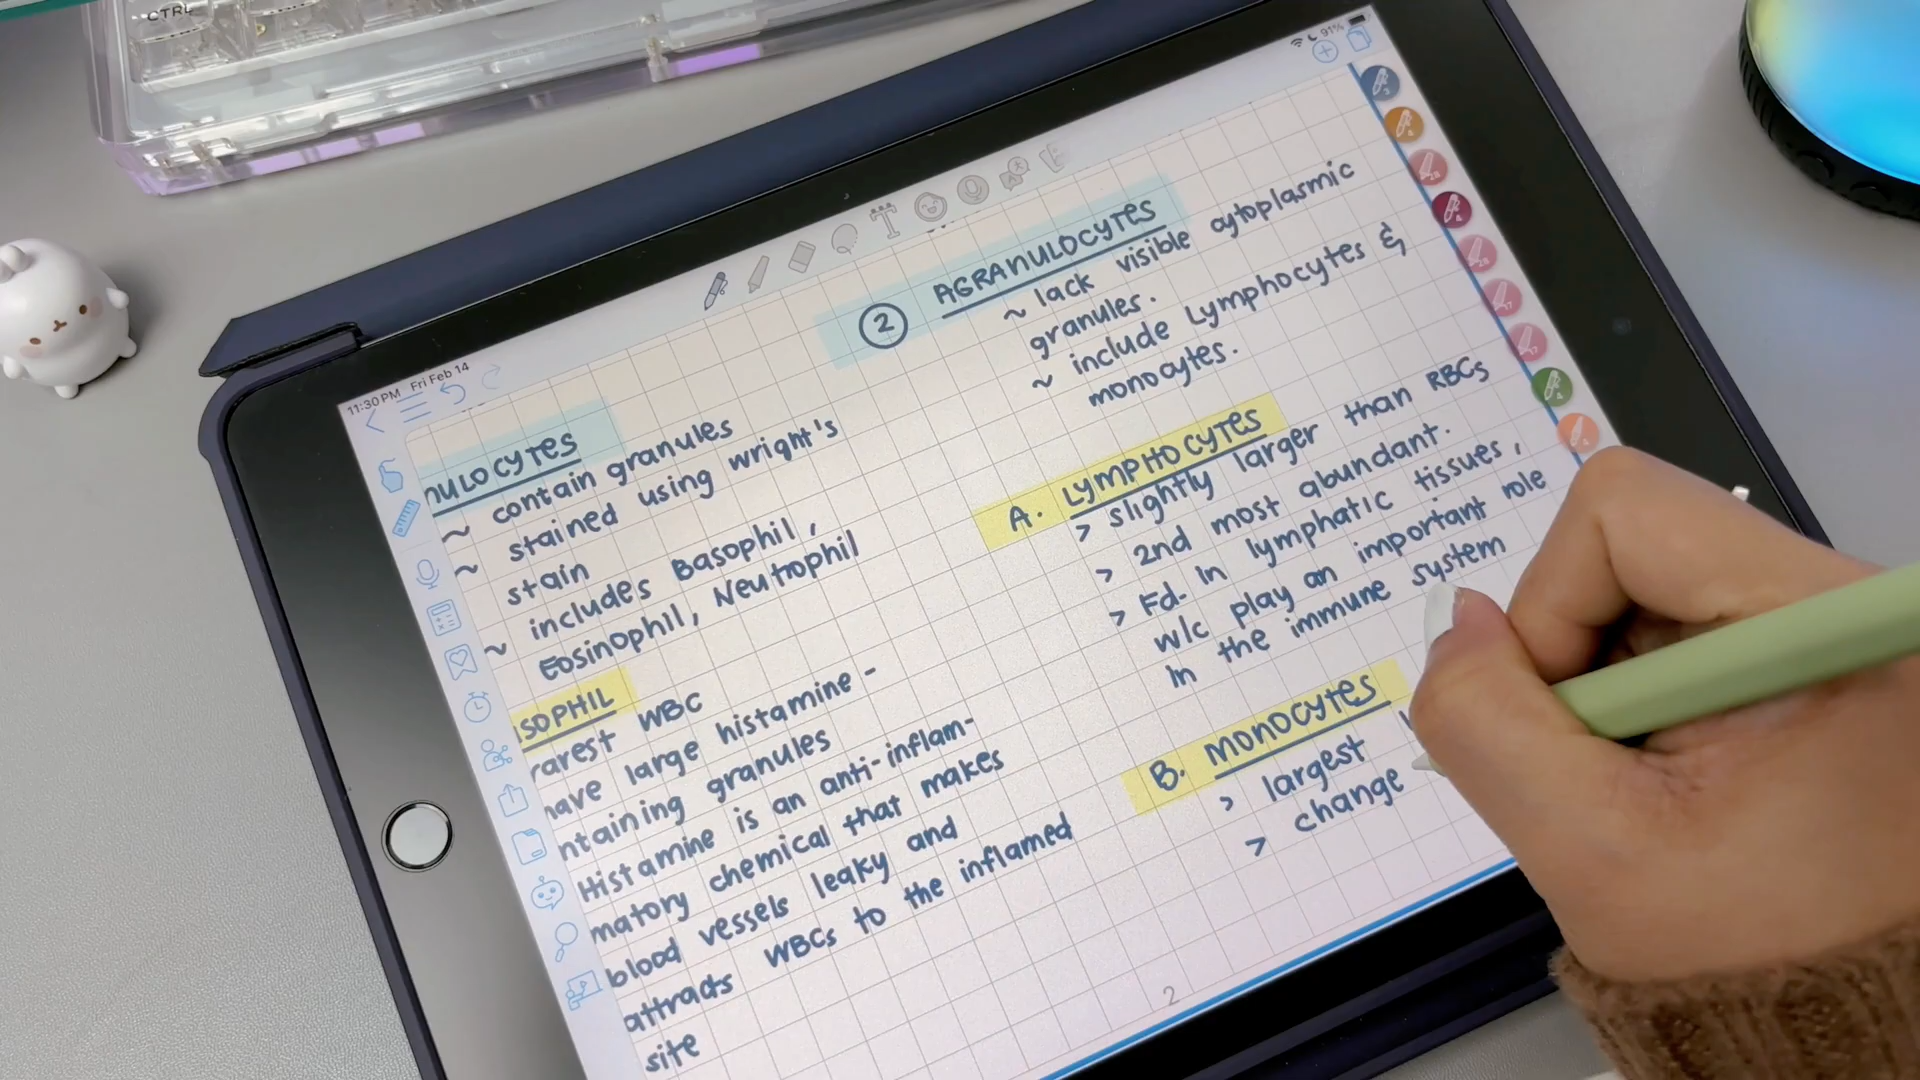 CTRL
11:30 PM Fri Feb 14
91%
NULOCYTES
~ contain granules
~ stained using wright's
stain
~ includes Basophil,
Eosinophil, Neutrophil
SOPHIL
rarest WBC
have large histamine-
ntaining granules
Histamine is an anti-inflam-
matory chemical that makes
blood vessels leaky and
attracts WBCs to the inflamed
site
2 AGRANULOCYTES
~ lack visible cytoplasmic
granules.
~ include Lymphocytes &
monocytes.
A. LYMPHOCYTES
> slightly larger than RBCs
> 2nd most abundant.
> Fd. in lymphatic tissues,
w/c play an important role
in the immune system
B. MONOCYTES
> largest
> change
2